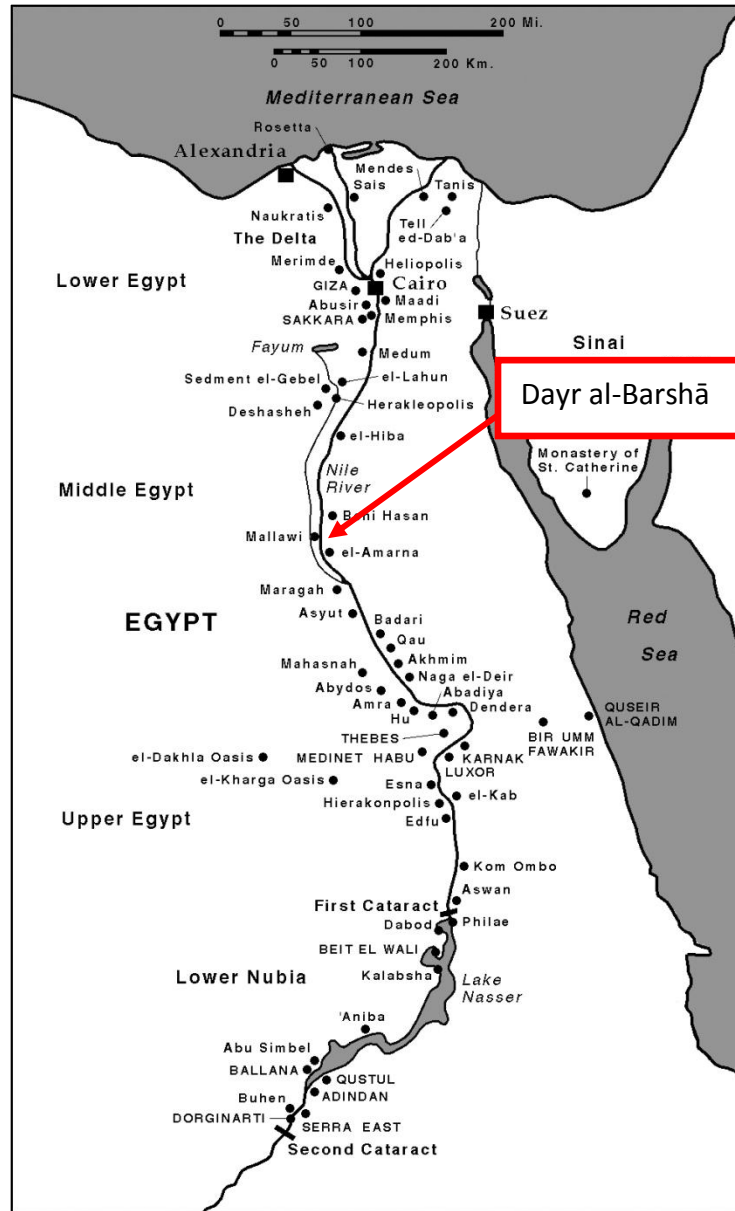 0 50 100 200 Mi.
0 50 100 200 Km.
Mediterranean Sea
Rosetta
Alexandria
Mendes
Sais
Tanis
Naukratis
Tell
ed-Dab'a
The Delta
Merimde
Heliopolis
Lower Egypt
GIZA
Cairo
Abusir
Maadi
SAKKARA
Memphis
Suez
Fayum
Sinai
Medum
Sedment el-Gebel
el-Lahun
Deshasheh
Herakleopolis
Dayr al-Barshā
el-Hiba
Monastery of
St. Catherine
Nile
River
Middle Egypt
Beni Hasan
Mallawi
el-Amarna
Maragah
EGYPT
Asyut
Badari
Qau
Red
Sea
Mahasnah
Akhmim
Naga el-Deir
Abydos
Abadiya
Amra
Dendera
Hu
QUSEIR
AL-QADIM
THEBES
BIR UMM
FAWAKIR
el-Dakhla Oasis
MEDINET HABU
KARNAK
LUXOR
el-Kharga Oasis
Esna
el-Kab
Hierakonpolis
Upper Egypt
Edfu
Kom Ombo
Aswan
First Cataract
Dabod
Philae
BEIT EL WALI
Lower Nubia
Kalabsha
Lake
Nasser
'Aniba
Abu Simbel
BALLANA
QUSTUL
Buhen
ADINDAN
DORGINARTI
SERRA EAST
Second Cataract